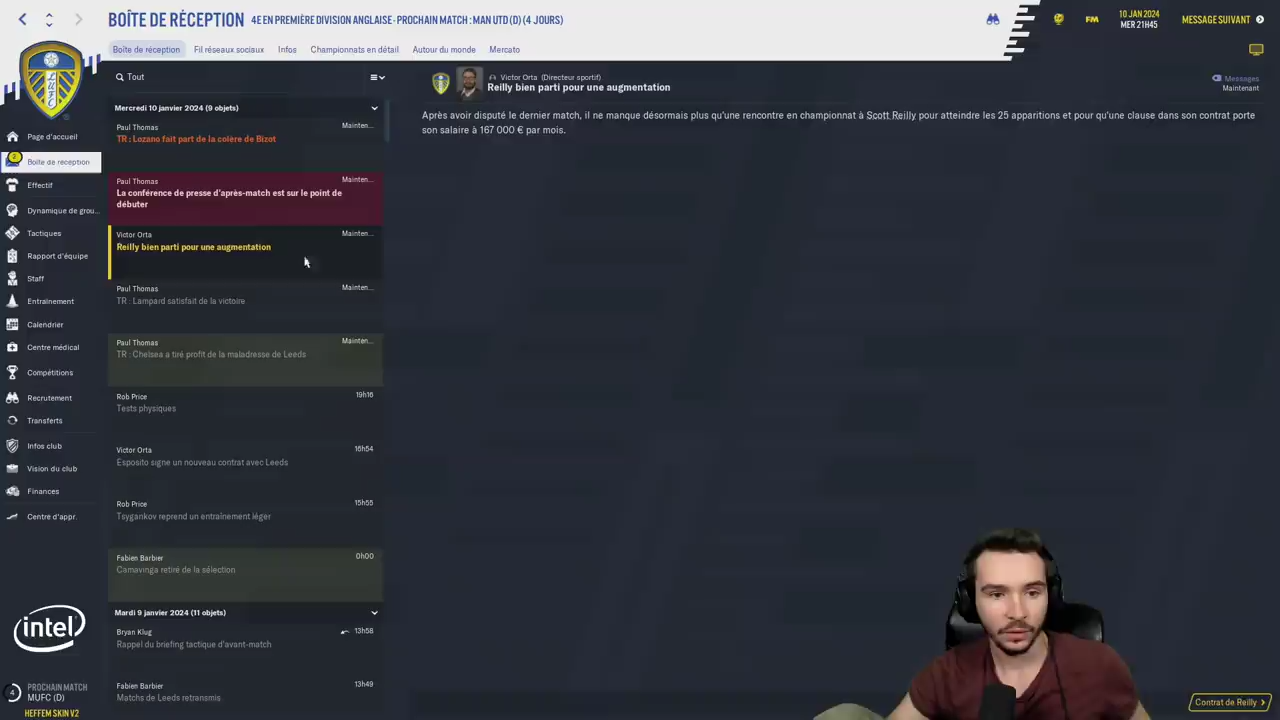 BOÎTE DE RÉCEPTION
4E EN PREMIÈRE DIVISION ANGLAISE - PROCHAIN MATCH : MAN UTD (D) (4 JOURS)
FM
10 JAN 2024
MER 21H45
MESSAGE SUIVANT
Boîte de réception
Fil réseaux sociaux
Infos
Championnats en détail
Autour du monde
Mercato
LUFC
Page d'accueil
2
Boîte de réception
Effectif
Dynamique de grou...
Tactiques
Rapport d'équipe
Staff
Entraînement
Calendrier
Centre médical
Compétitions
Recrutement
Transferts
Infos club
Vision du club
Finances
Centre d'appr.
intel
4
PROCHAIN MATCH
MUFC (D)
HEFFEM SKIN V2
Tout
Mercredi 10 janvier 2024 (9 objets)
Paul Thomas
Mainten...
TR : Lozano fait part de la colère de Bizot
Paul Thomas
Mainten...
La conférence de presse d'après-match est sur le point de
débuter
Victor Orta
Mainten...
Reilly bien parti pour une augmentation
Paul Thomas
Mainten...
TR : Lampard satisfait de la victoire
Paul Thomas
Mainten...
TR : Chelsea a tiré profit de la maladresse de Leeds
Rob Price
19h16
Tests physiques
Victor Orta
16h54
Esposito signe un nouveau contrat avec Leeds
Rob Price
15h55
Tsygankov reprend un entraînement léger
Fabien Barbier
0h00
Camavinga retiré de la sélection
Mardi 9 janvier 2024 (11 objets)
Bryan Klug
13h58
Rappel du briefing tactique d'avant-match
Fabien Barbier
13h49
Matchs de Leeds retransmis
Victor Orta (Directeur sportif)
Reilly bien parti pour une augmentation
Messages
Maintenant
Après avoir disputé le dernier match, il ne manque désormais plus qu'une rencontre en championnat à Scott Reilly pour atteindre les 25 apparitions et pour qu'une clause dans son contrat porte
son salaire à 167 000 € par mois.
Contrat de Reilly